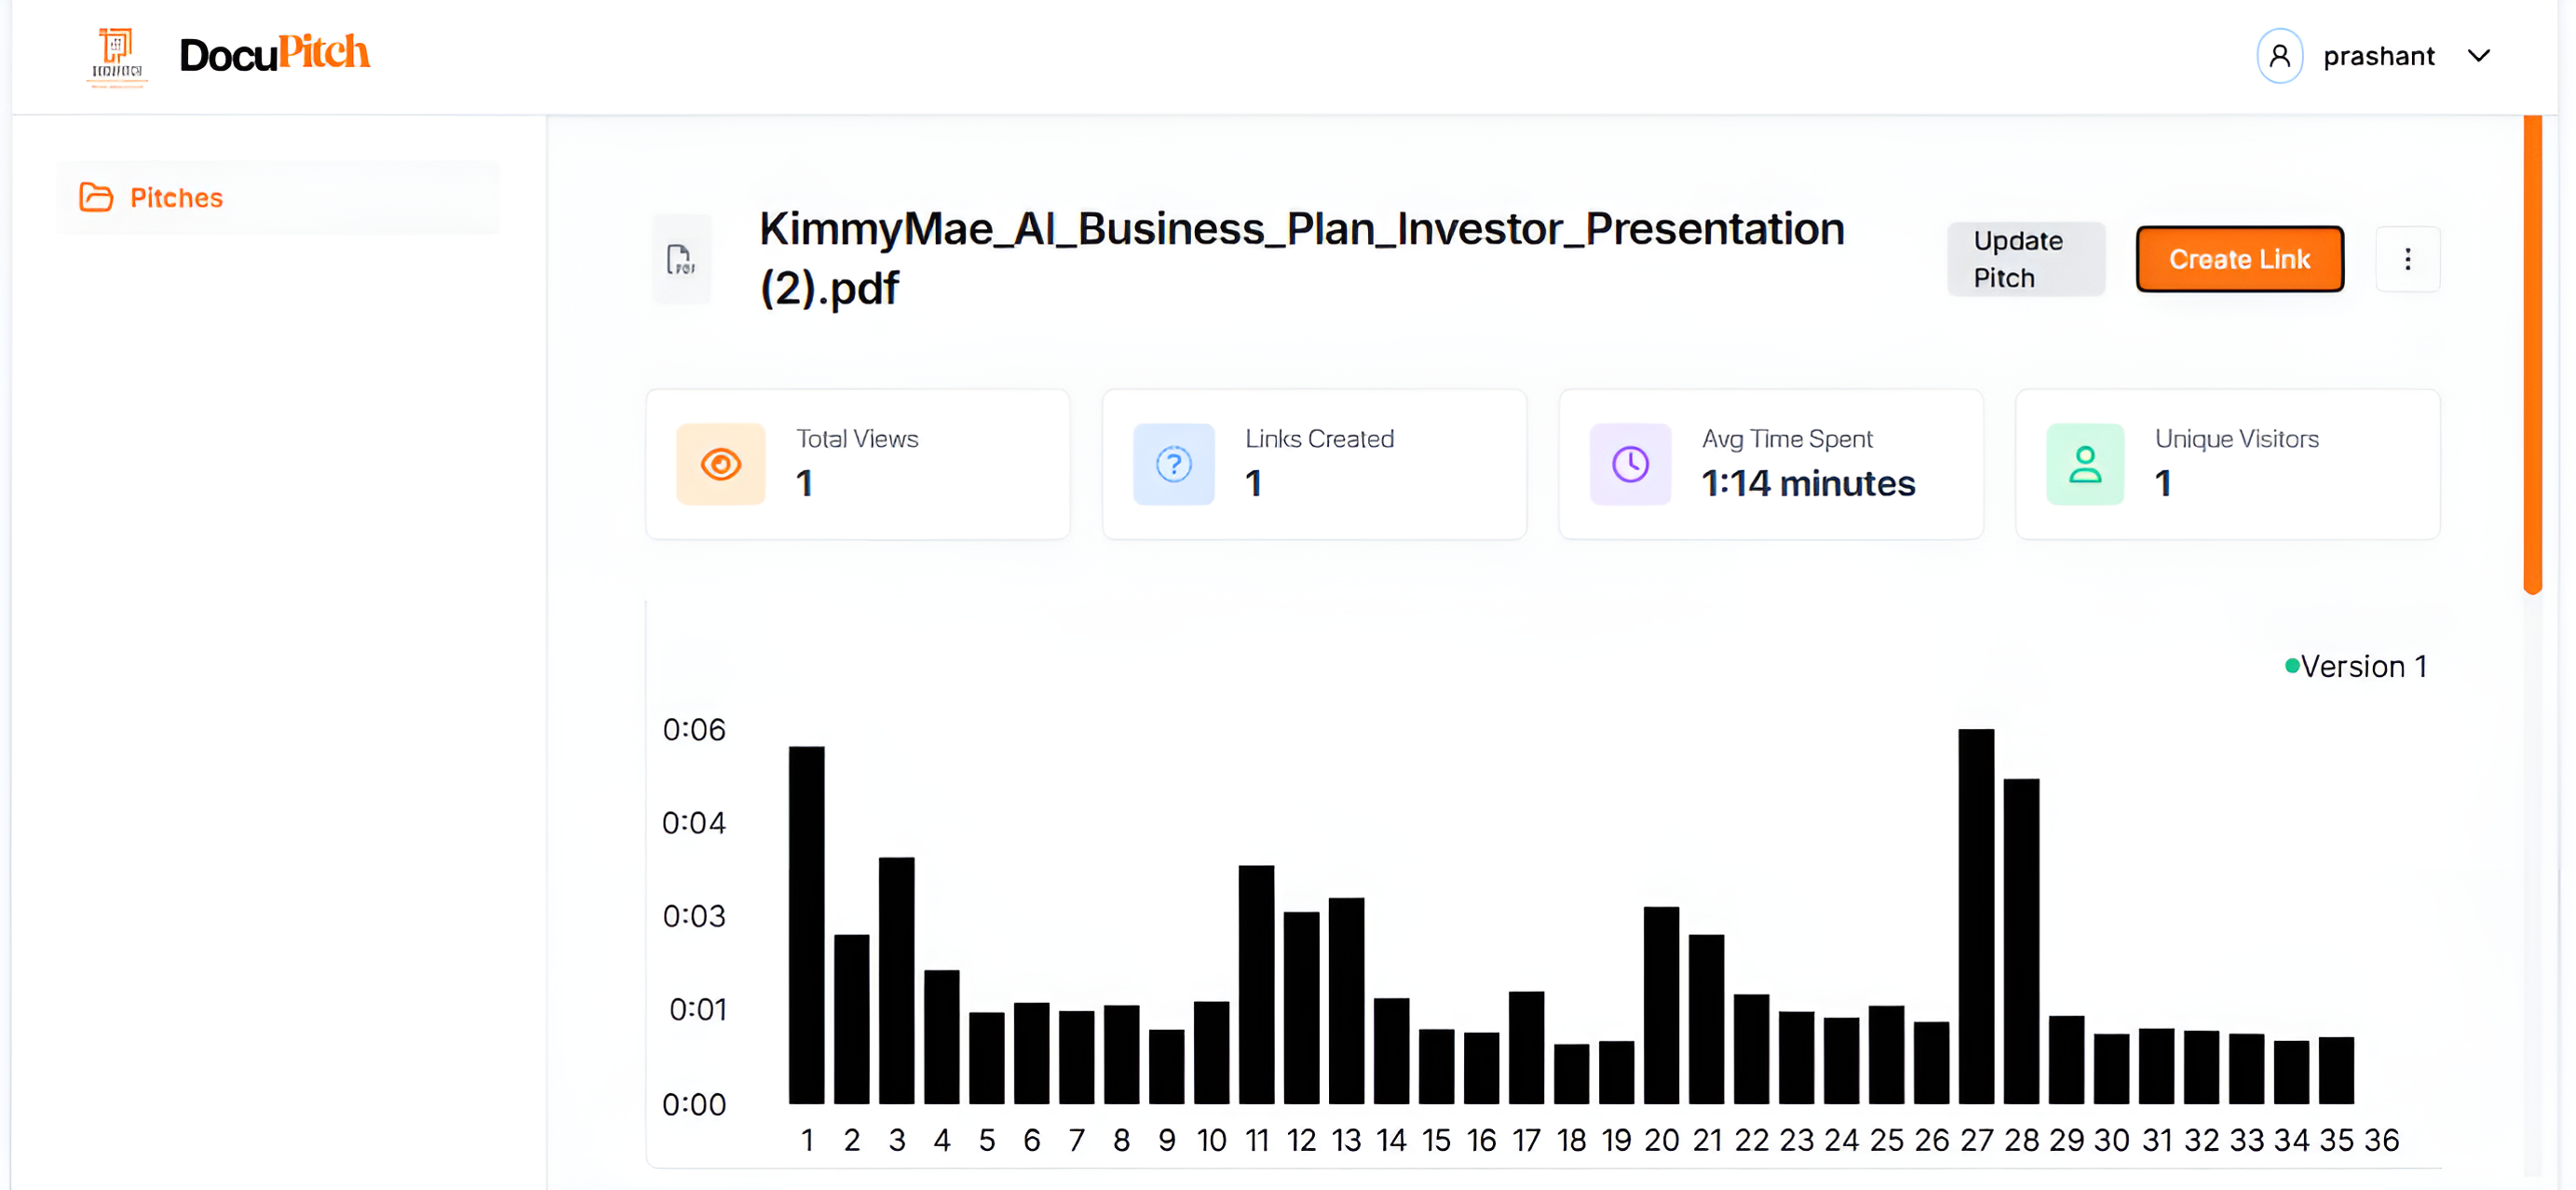 DocuPitch
prashant
Pitches
KimmyMae_AI_Business_Plan_Investor_Presentation
(2).pdf
Update
Pitch
Create Link
PDF
Total Views
1
Links Created
1
Avg Time Spent
1:14 minutes
Unique Visitors
1
Version 1
0:06
0:04
0:03
0:01
0:00
1 2 3 4 5 6 7 8 9 10 11 12 13 14 15 16 17 18 19 20 21 22 23 24 25 26 27 28 29 30 31 32 33 34 35 36